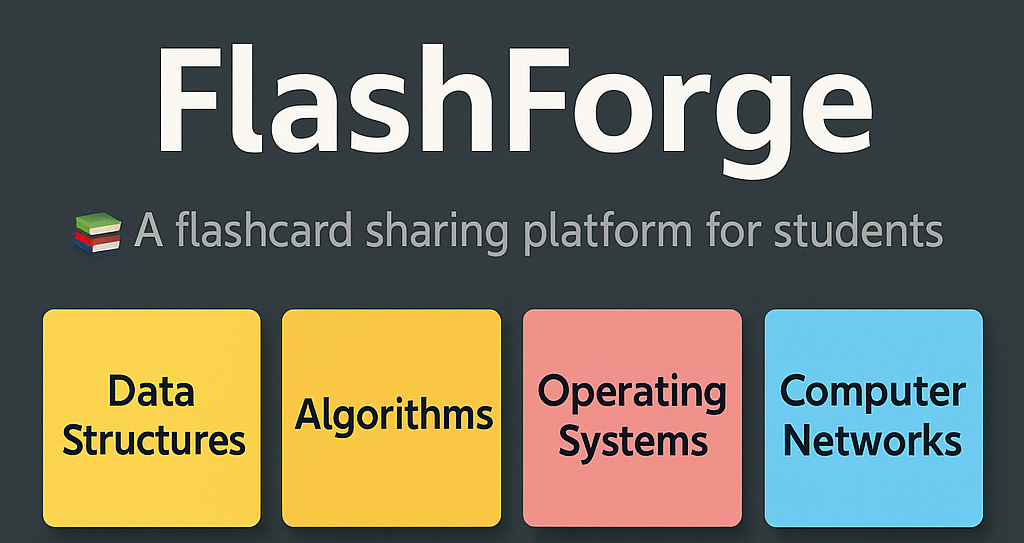 FlashForge
A flashcard sharing platform for students
Data
Structures
Algorithms
Operating
Systems
Computer
Networks